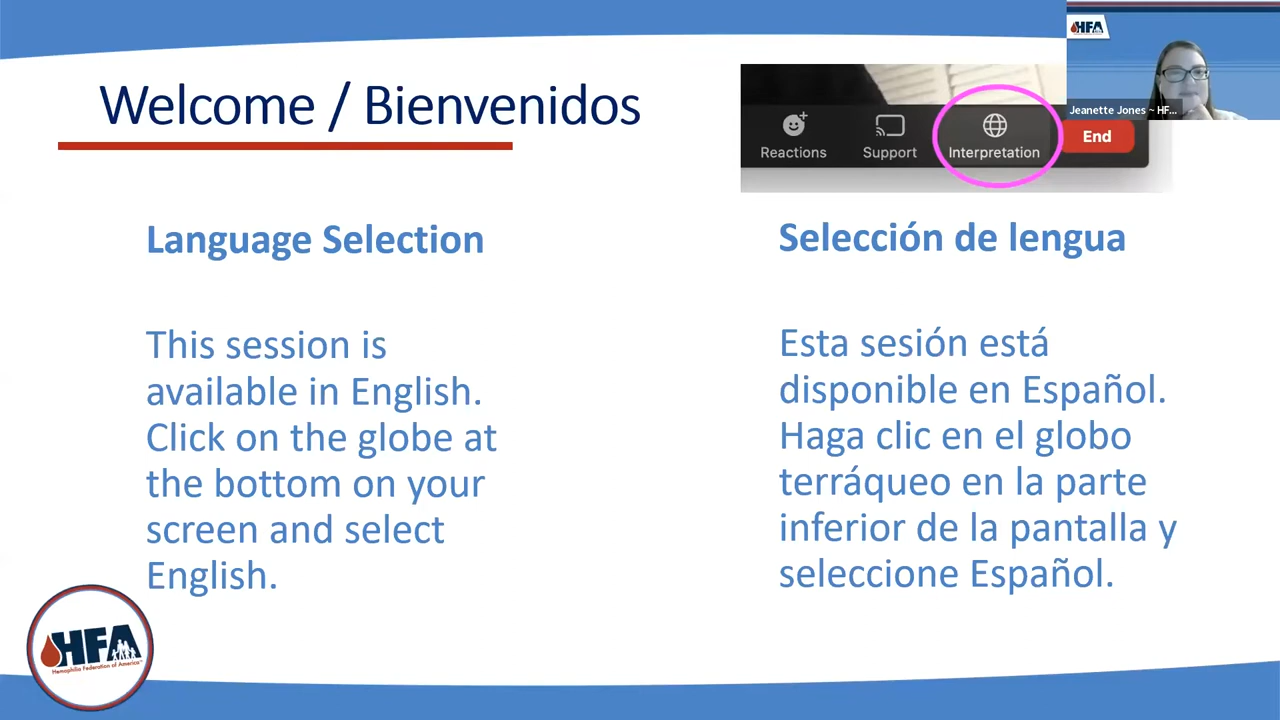 Welcome / Bienvenidos
Reactions
Support
Interpretation
End
HFA
Jeanette Jones ~ HF...
Language Selection
This session is
available in English.
Click on the globe at
the bottom on your
screen and select
English.
Selección de lengua
Esta sesión está
disponible en Español.
Haga clic en el globo
terráqueo en la parte
inferior de la pantalla y
seleccione Español.
HFA
Hemophilia Federation of America